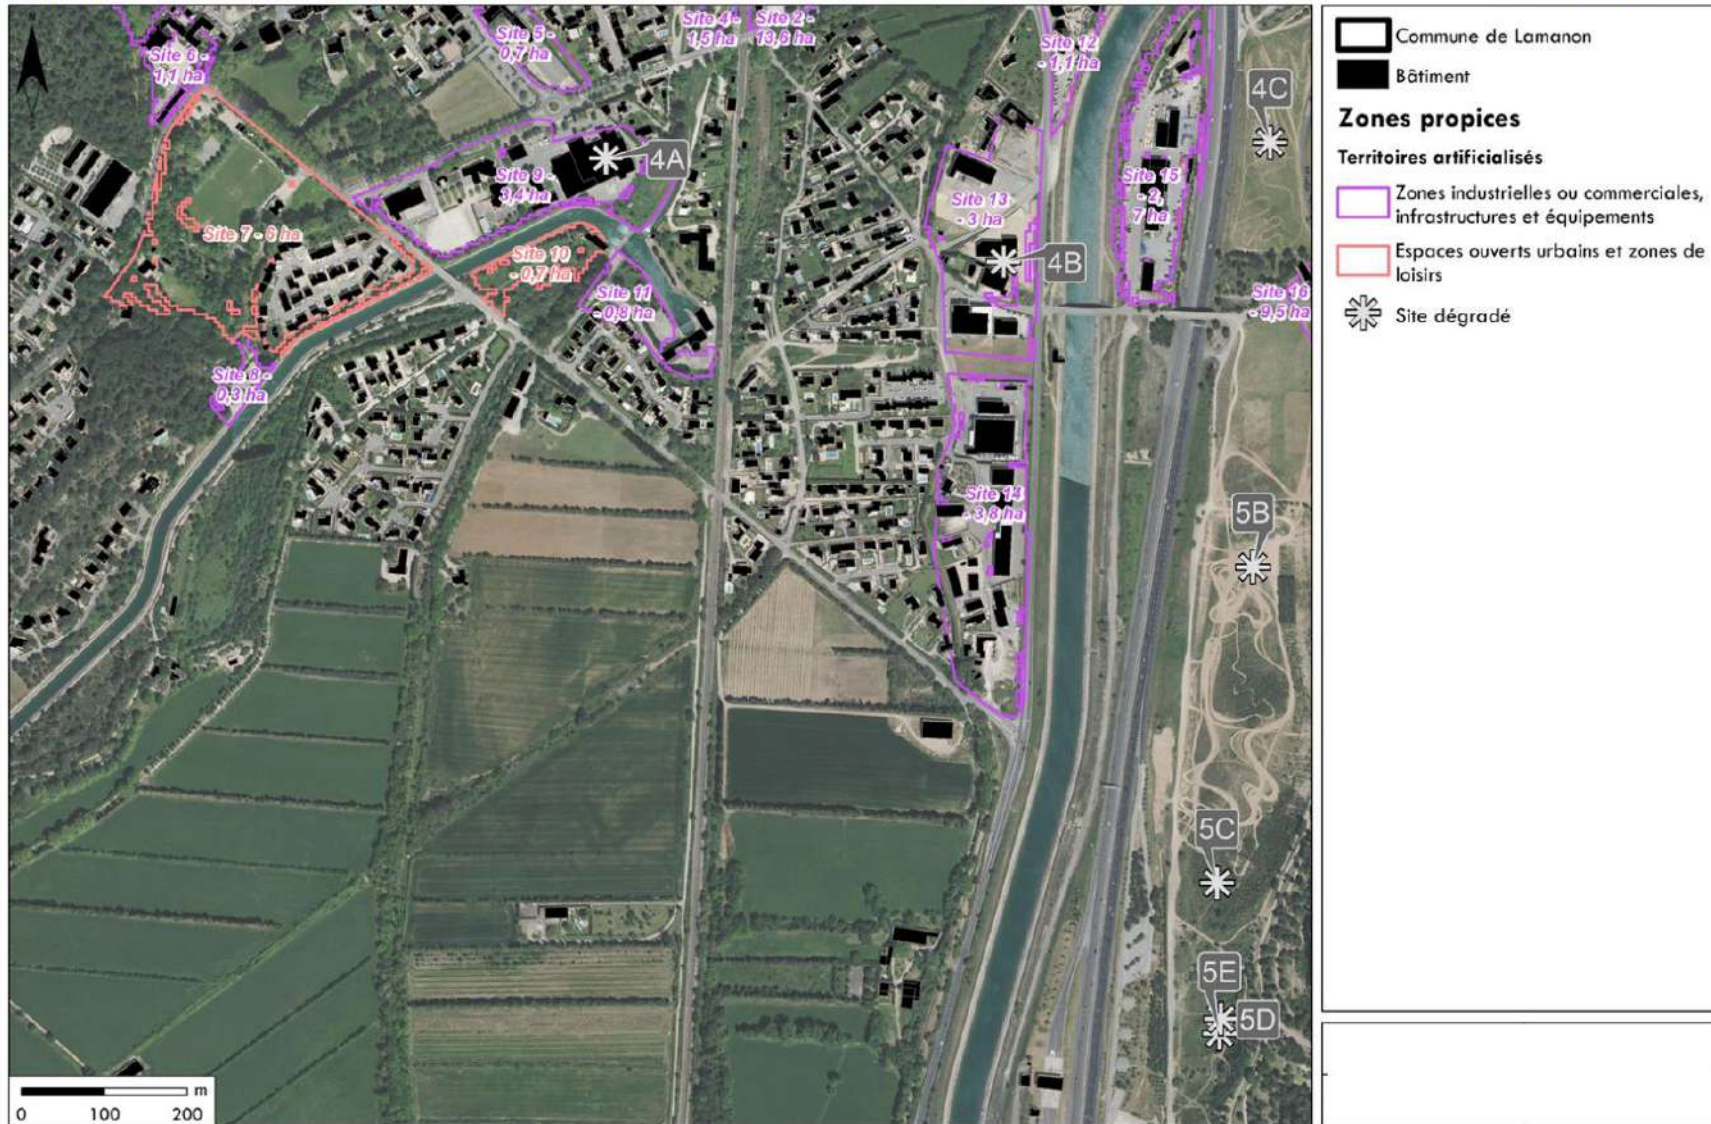 Site 6 -
1,1 ha
Site 5 -
0,7 ha
Site 4 -
1,5 ha
Site 2 -
13,6 ha
Site 12
- 1,1 ha
4C
4A
Site 9 -
3,4 ha
Site 15
- 2,
7 ha
Site 13
- 3 ha
Site 7 - 6 ha
Site 10
- 0,7 ha
4B
Site 11
- 0,8 ha
Site 16
- 9,5 ha
Site 8 -
0,3 ha
Site 14
- 3,8 ha
5B
5C
5E
5D
m
0 100 200
Commune de Lamanon
Bâtiment
Zones propices
Territoires artificialisés
Zones industrielles ou commerciales,
infrastructures et équipements
Espaces ouverts urbains et zones de
loisirs
Site dégradé